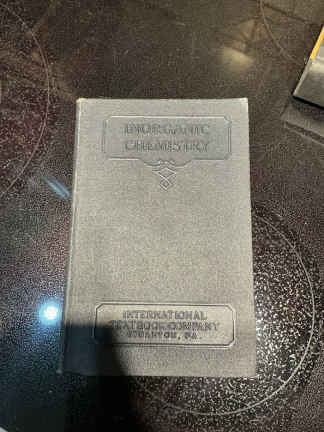 INORGANIC
CHEMISTRY
INTERNATIONAL
TEXTBOOK COMPANY
SCRANTON, PA.